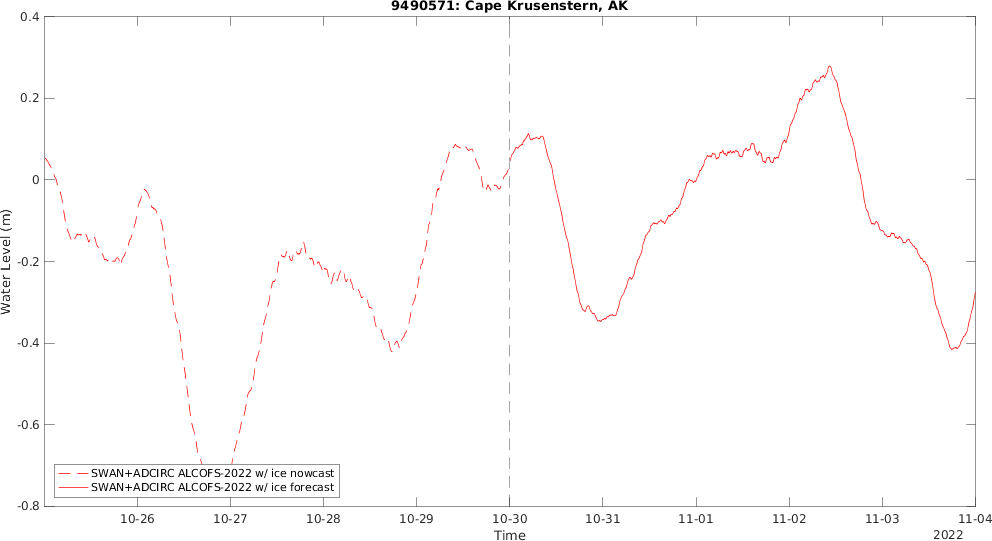 9490571: Cape Krusenstern, AK
0.4
0.2
0
-0.2
-0.4
-0.6
-0.8
Water Level (m)
SWAN+ADCIRC ALCOFS-2022 w/ ice nowcast
SWAN+ADCIRC ALCOFS-2022 w/ ice forecast
10-26 10-27 10-28 10-29 10-30 10-31 11-01 11-02 11-03 11-04
Time
2022